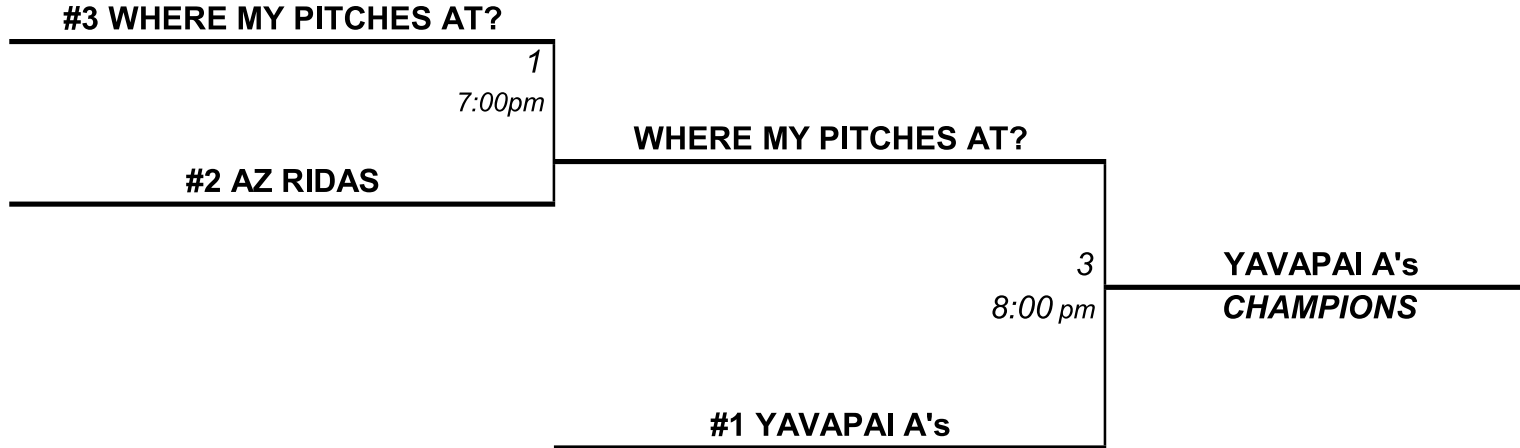 #3 WHERE MY PITCHES AT?
1
7:00pm
WHERE MY PITCHES AT?
#2 AZ RIDAS
3
YAVAPAI A's
8:00 pm
CHAMPIONS
#1 YAVAPAI A's